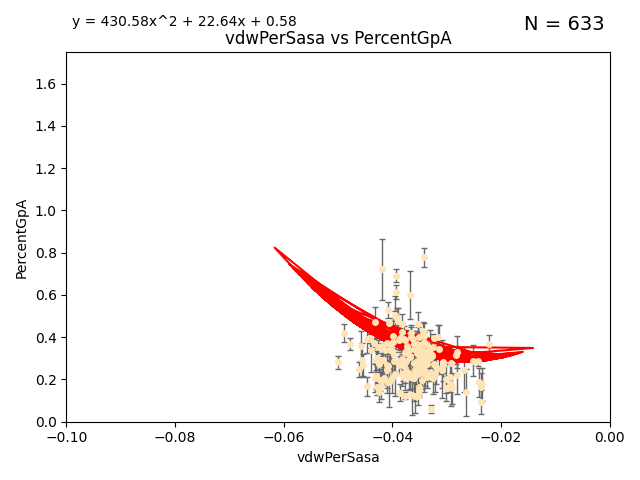 y = 430.58x^2 + 22.64x + 0.58
N = 633
vdwPerSasa vs PercentGpA
PercentGpA
1.6
1.4
1.2
1.0
0.8
0.6
0.4
0.2
0.0
−0.10 −0.08 −0.06 −0.04 −0.02 0.00
vdwPerSasa